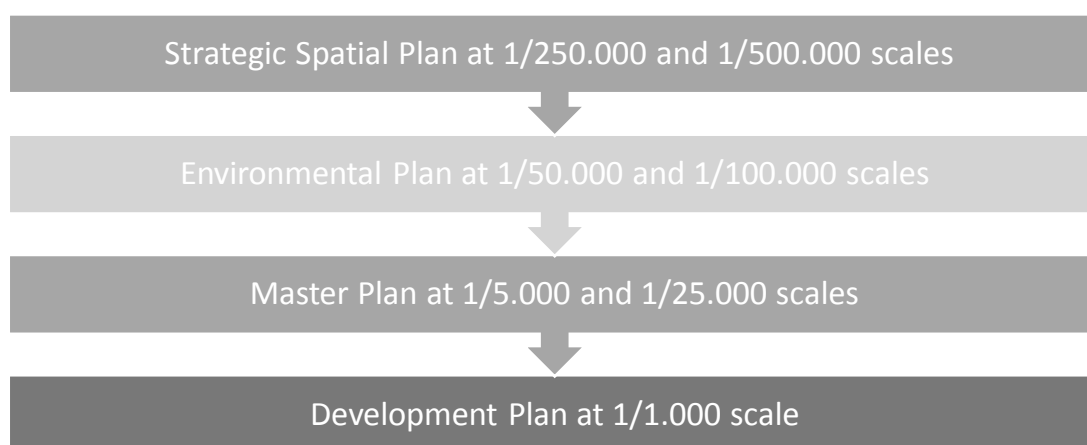 Strategic Spatial Plan at 1/250.000 and 1/500.000 scales
Environmental Plan at 1/50.000 and 1/100.000 scales
Master Plan at 1/5.000 and 1/25.000 scales
Development Plan at 1/1.000 scale